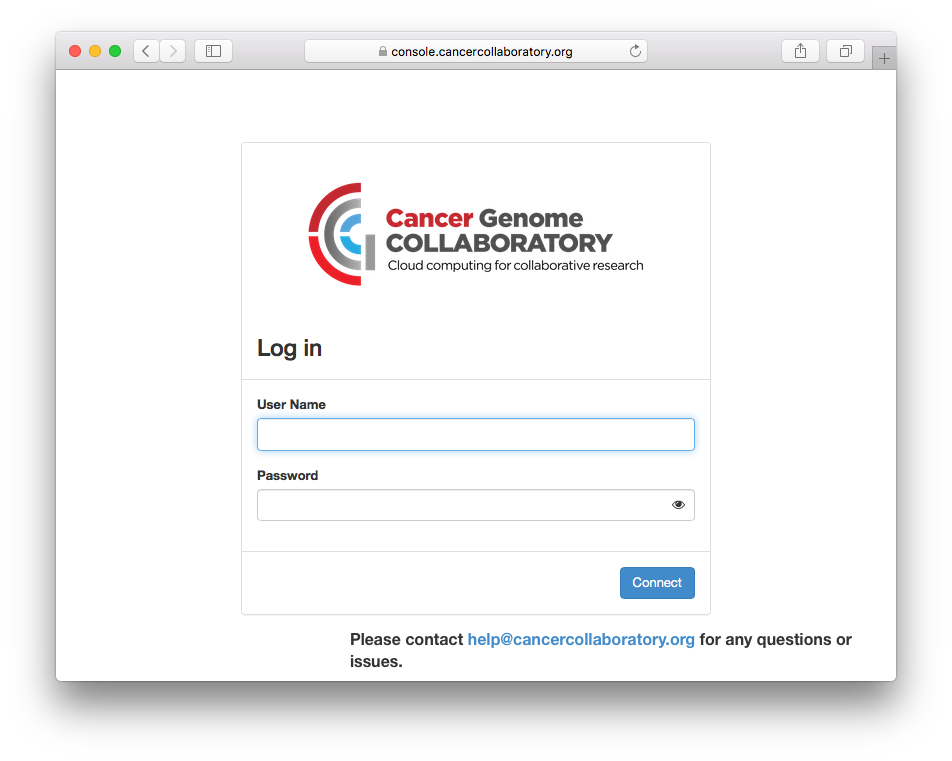 console.cancercollaboratory.org
Cancer Genome
COLLABORATORY
Cloud computing for collaborative research
Log in
User Name
Password
Connect
Please contact help@cancercollaboratory.org for any questions or
issues.